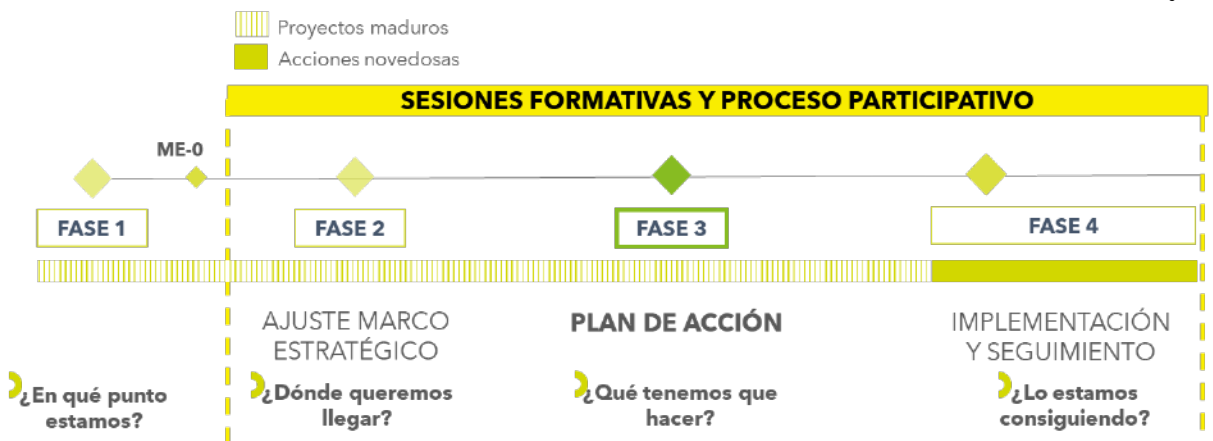 Proyectos maduros
Acciones novedosas
SESIONES FORMATIVAS Y PROCESO PARTICIPATIVO
ME-0
FASE 1
FASE 2
FASE 3
FASE 4
AJUSTE MARCO
ESTRATÉGICO
PLAN DE ACCIÓN
IMPLEMENTACIÓN
Y SEGUIMIENTO
¿En qué punto
estamos?
¿Dónde queremos
llegar?
¿Qué tenemos que
hacer?
¿Lo estamos
consiguiendo?